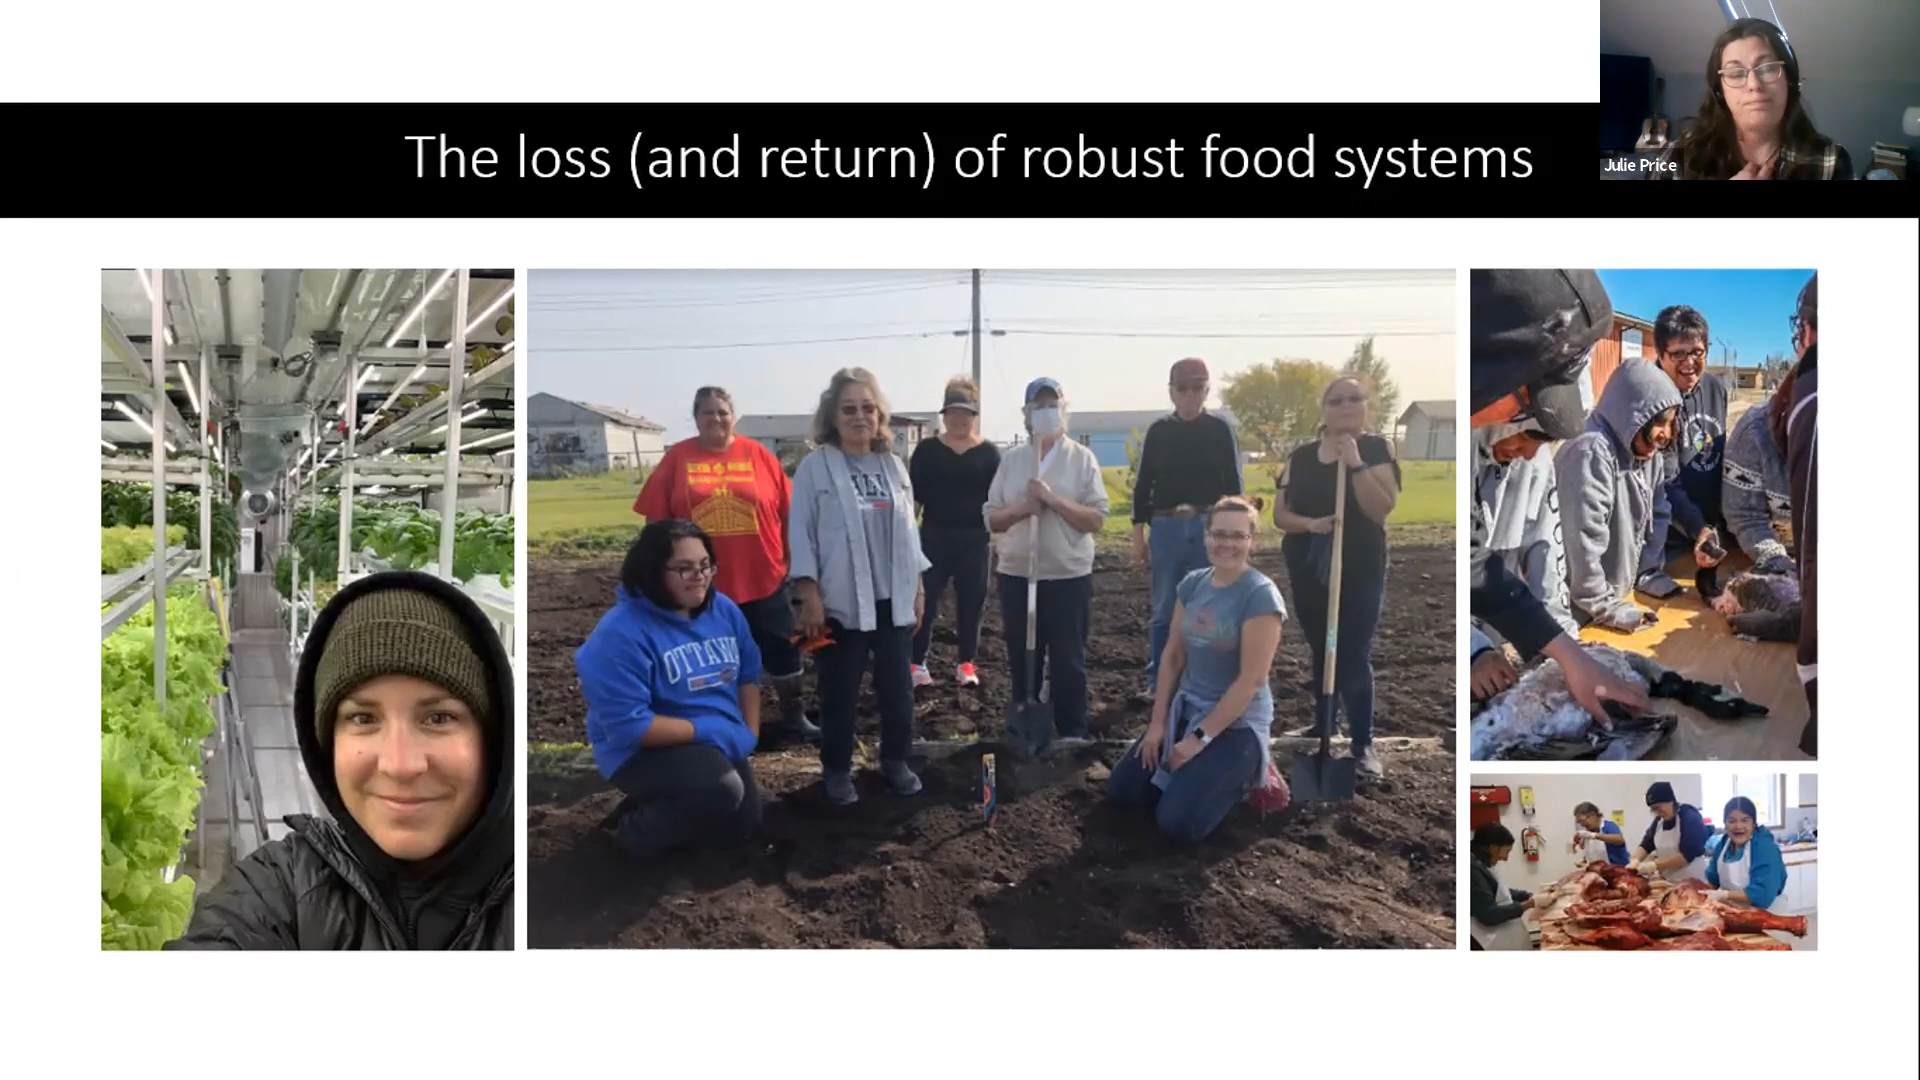 The loss (and return) of robust food systems
Julie Price
OTTAWA